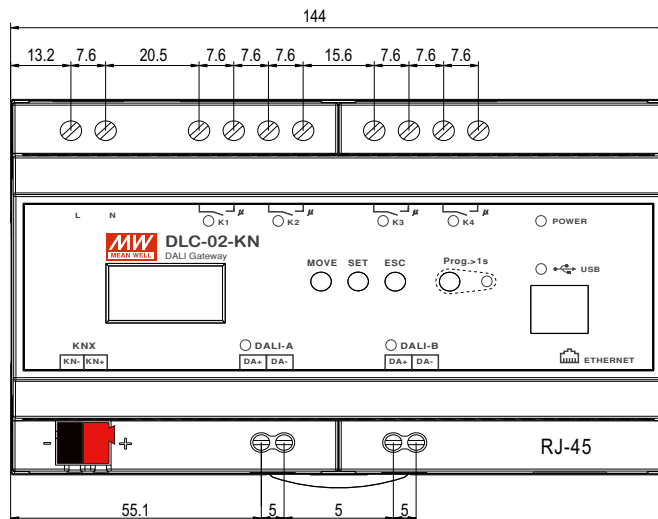 144
13.2 7.6 20.5 7.6 7.6 7.6 15.6 7.6 7.6 7.6
L N K1 μ K2 μ K3 μ K4 μ POWER
MW
MEAN WELL
DLC-02-KN
DALI Gateway
MOVE SET ESC Prog.>1s USB
KNX DALI-A DALI-B
KN- KN+ DA+ DA- DA+ DA- ETHERNET
- + RJ-45
55.1 5 5 5